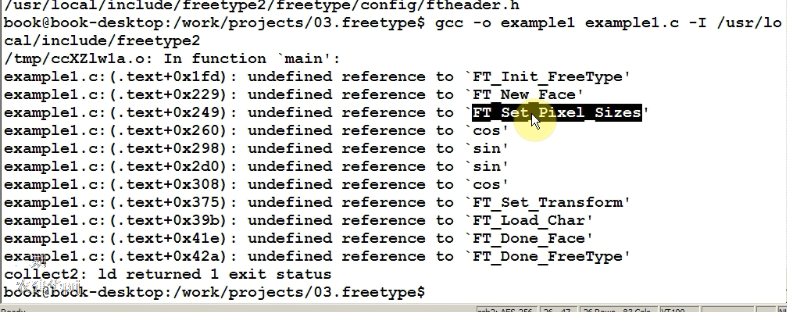 /usr/local/include/freetype2/freetype/config/ftheader.h
book@book-desktop:/work/projects/03.freetype$ gcc -o example1 example1.c -I /usr/lo
cal/include/freetype2
/tmp/ccXZlw1a.o: In function `main':
example1.c:(.text+0x1fd): undefined reference to `FT_Init_FreeType'
example1.c:(.text+0x229): undefined reference to `FT_New_Face'
example1.c:(.text+0x249): undefined reference to `FT_Set_Pixel_Sizes'
example1.c:(.text+0x260): undefined reference to `cos'
example1.c:(.text+0x298): undefined reference to `sin'
example1.c:(.text+0x2d0): undefined reference to `sin'
example1.c:(.text+0x308): undefined reference to `cos'
example1.c:(.text+0x375): undefined reference to `FT_Set_Transform'
example1.c:(.text+0x39b): undefined reference to `FT_Load_Char'
example1.c:(.text+0x41e): undefined reference to `FT_Done_Face'
example1.c:(.text+0x42a): undefined reference to `FT_Done_FreeType'
collect2: ld returned 1 exit status
book@book-desktop:/work/projects/03.freetype$